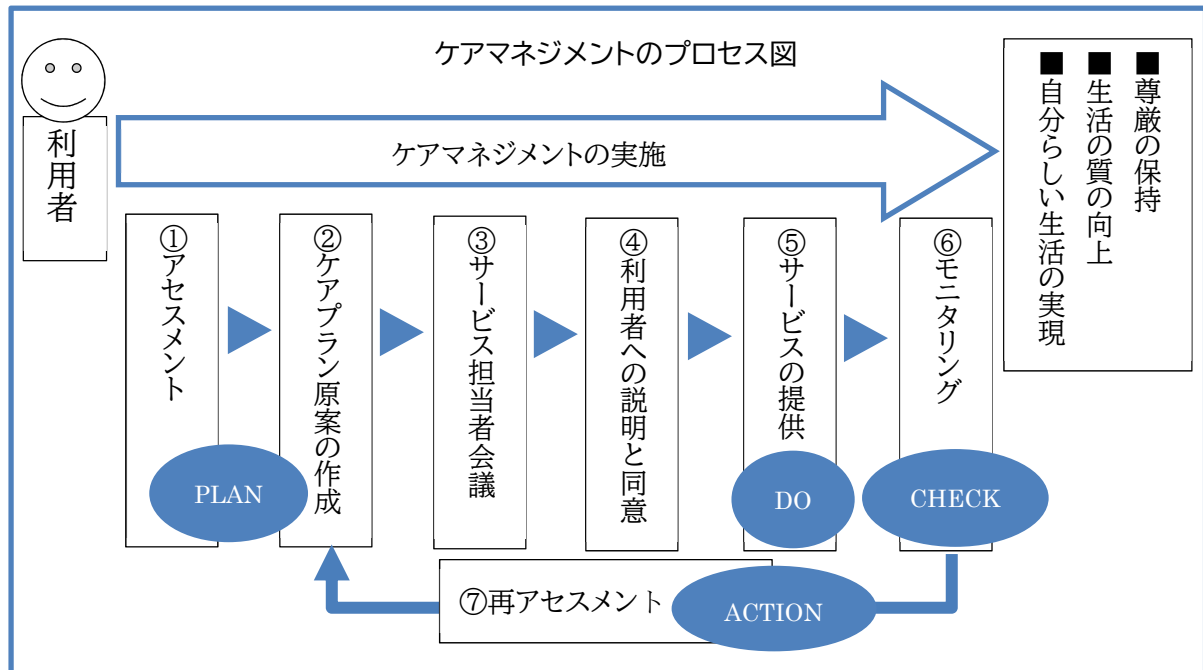 ケアマネジメントのプロセス図
利用者
ケアマネジメントの実施
■尊厳の保持
■生活の質の向上
■自分らしい生活の実現
①アセスメント
②ケアプラン原案の作成
③サービス担当者会議
④利用者への説明と同意
⑤サービスの提供
⑥モニタリング
PLAN
DO
CHECK
⑦再アセスメント
ACTION